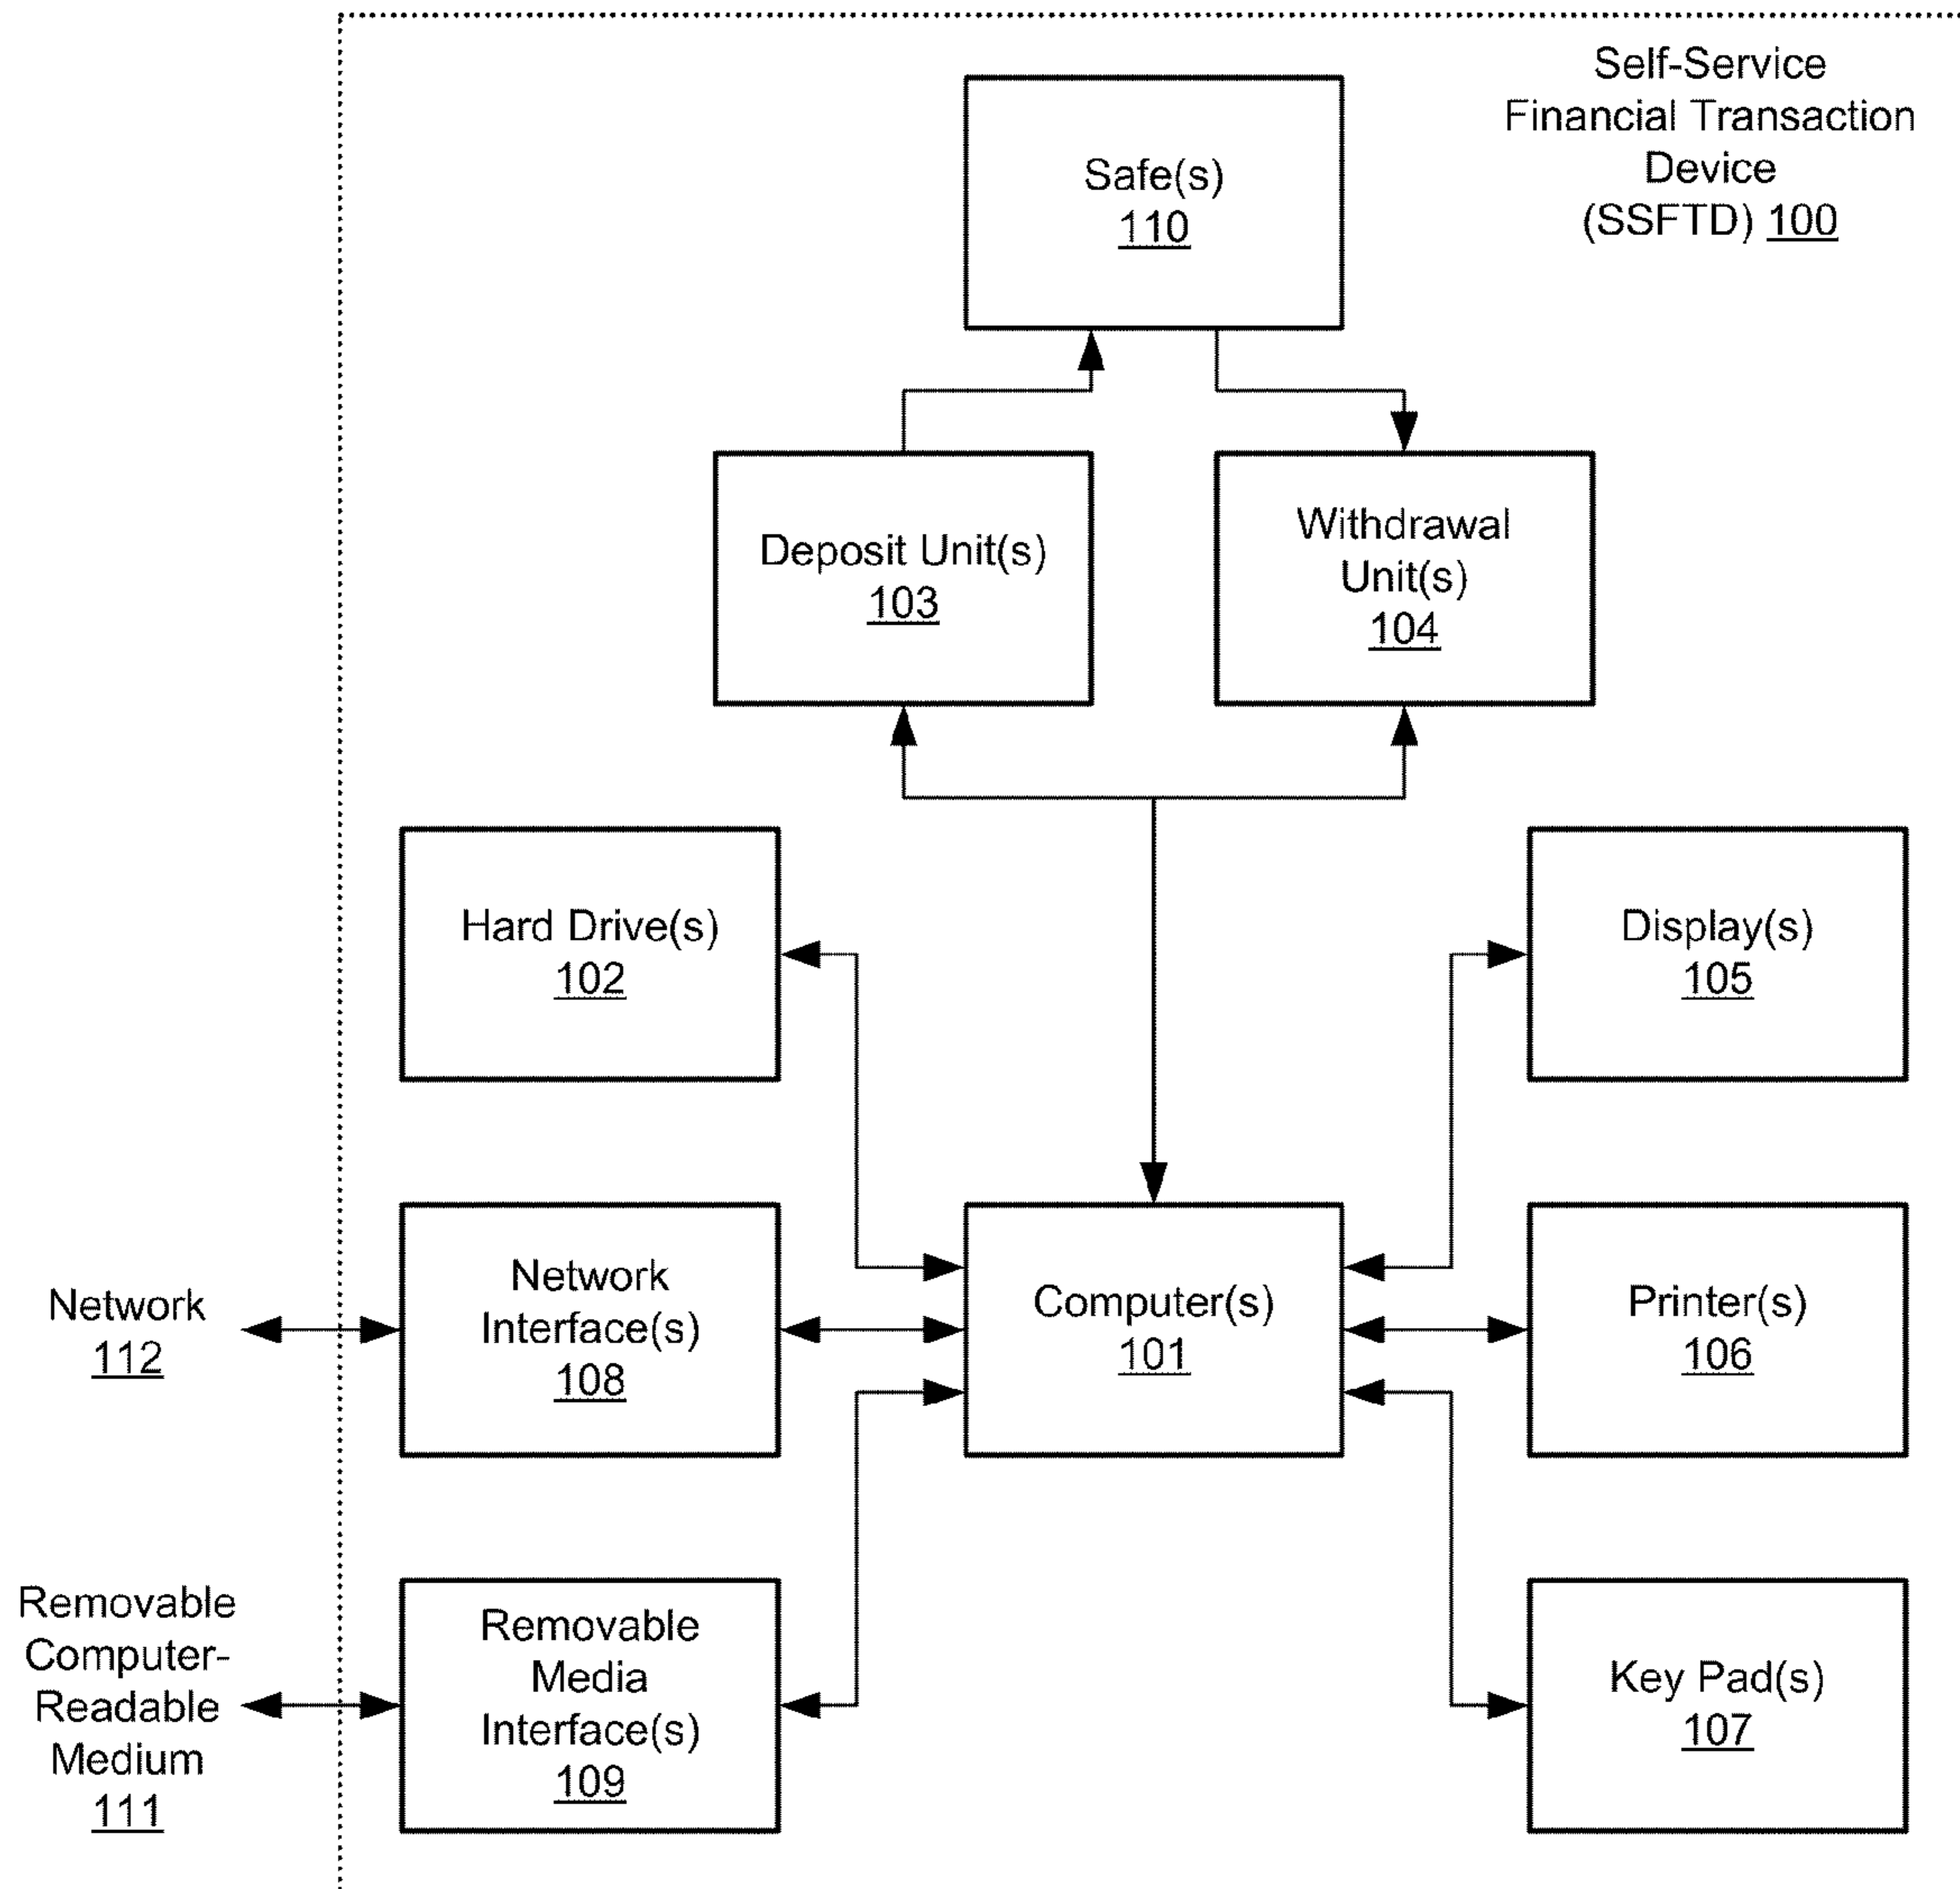 Self-Service
Financial Transaction
Device
(SSFTD) 100
Safe(s)
110
Deposit Unit(s)
103
Withdrawal
Unit(s)
104
Hard Drive(s)
102
Display(s)
105
Network
112
Network
Interface(s)
108
Computer(s)
101
Printer(s)
106
Removable
Computer-
Readable
Medium
111
Removable
Media
Interface(s)
109
Key Pad(s)
107